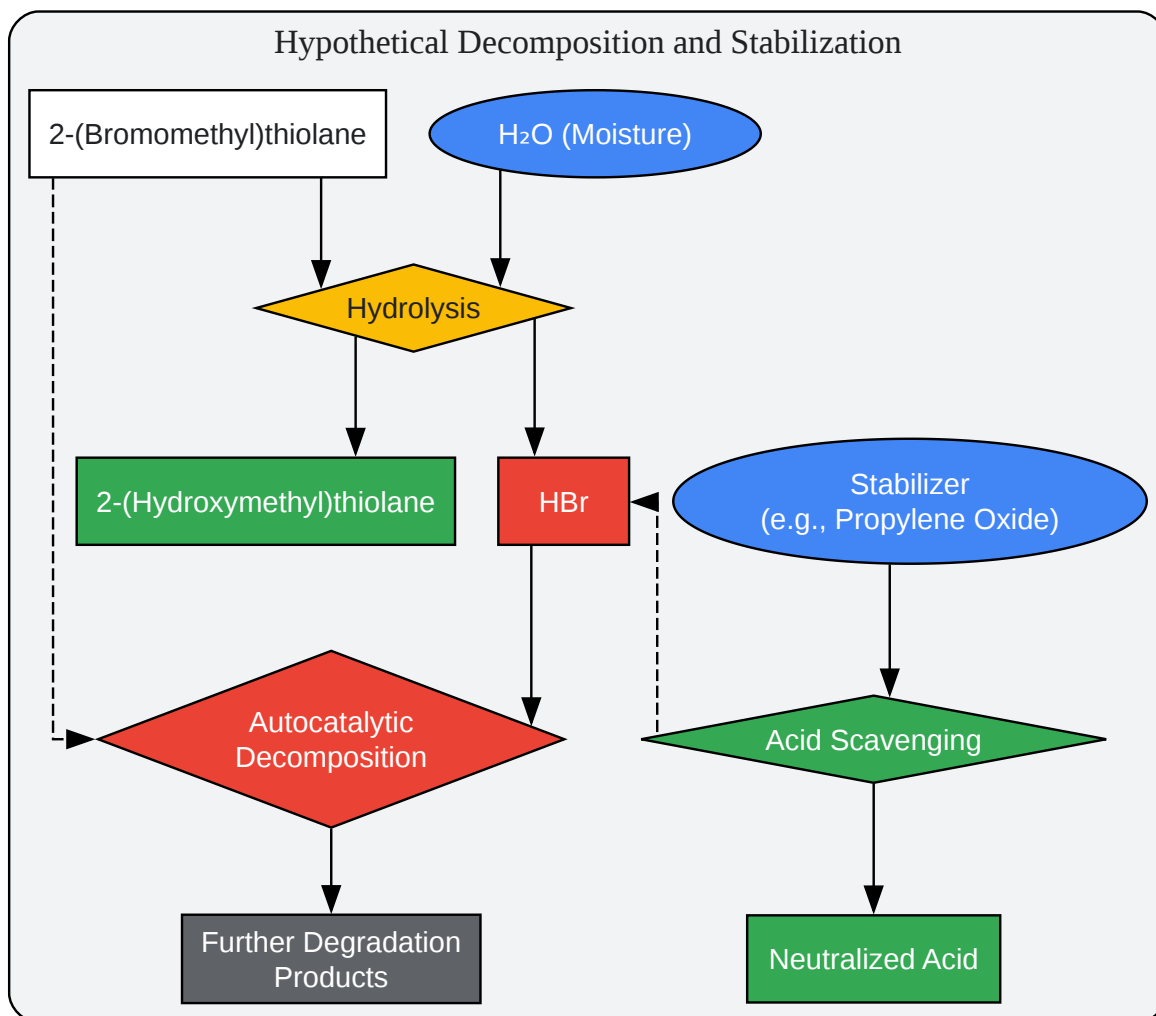 Hypothetical Decomposition and Stabilization
2-(Bromomethyl)thiolane
H₂O (Moisture)
Hydrolysis
2-(Hydroxymethyl)thiolane
HBr
Stabilizer
(e.g., Propylene Oxide)
Autocatalytic
Decomposition
Acid Scavenging
Further Degradation
Products
Neutralized Acid